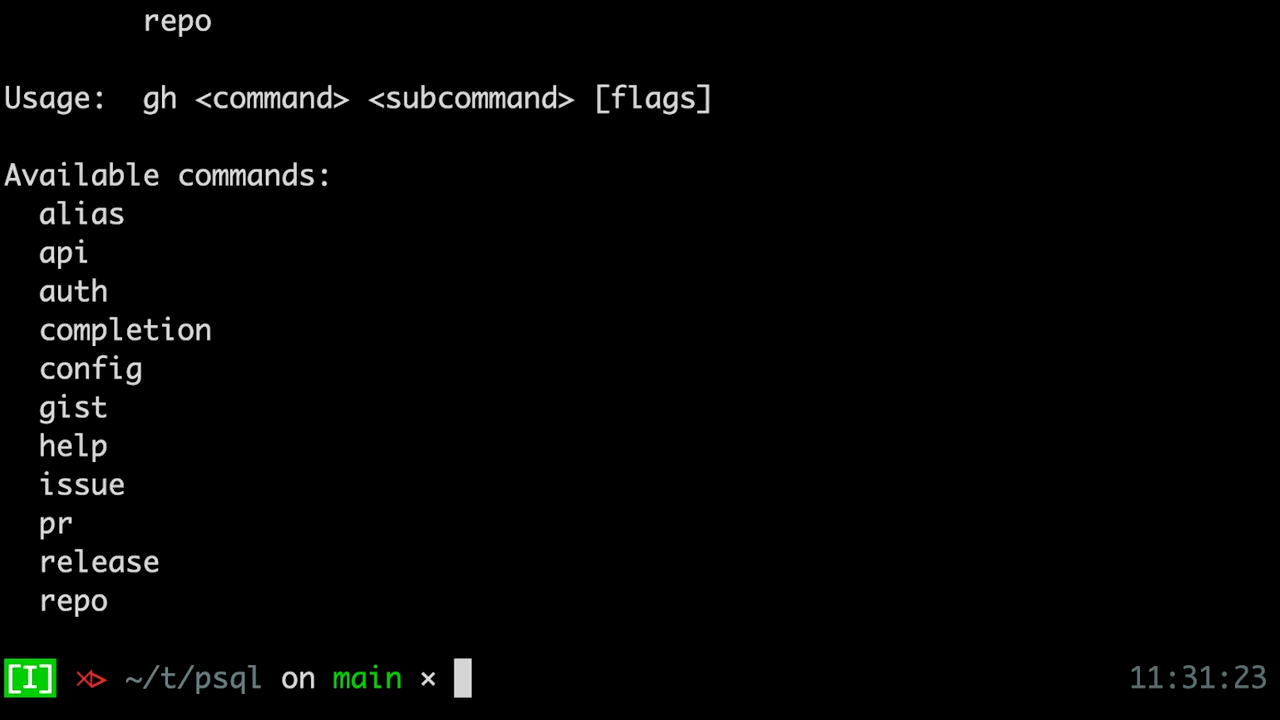 repo
Usage:  gh <command> <subcommand> [flags]
Available commands:
alias
api
auth
completion
config
gist
help
issue
pr
release
repo
[I] ⋊> ~/t/psql on main ⨯ 11:31:23